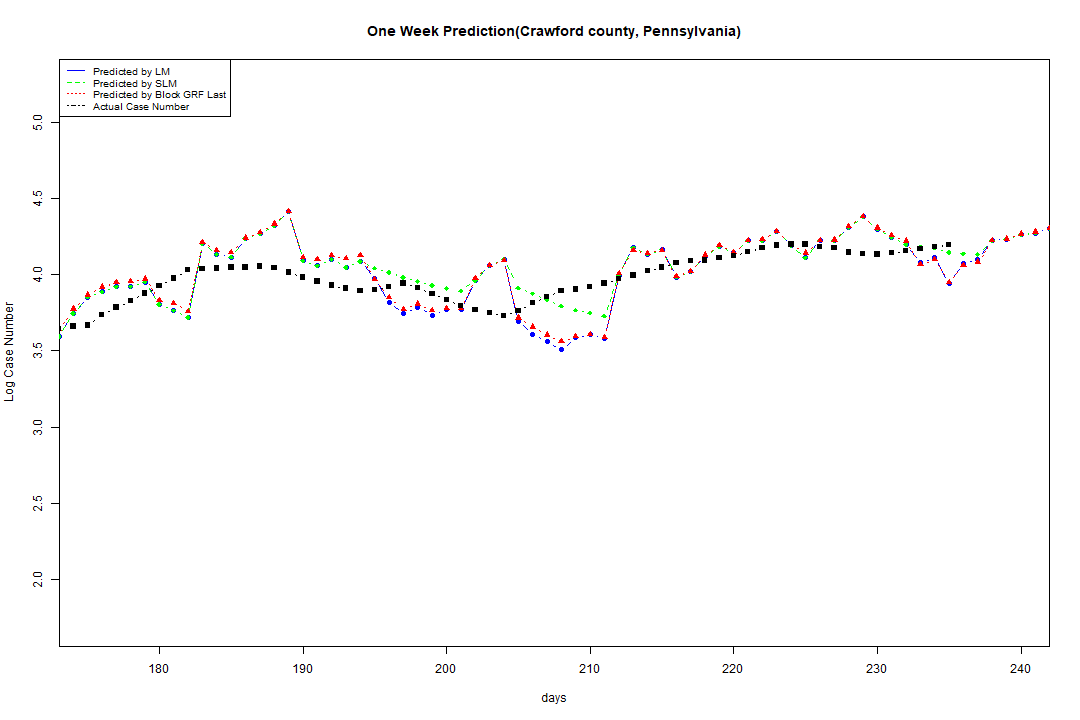 One Week Prediction(Crawford county, Pennsylvania)
Predicted by LM
Predicted by SLM
Predicted by Block GRF Last
Actual Case Number
5.0
4.5
4.0
3.5
3.0
2.5
2.0
Log Case Number
180 190 200 210 220 230 240
days